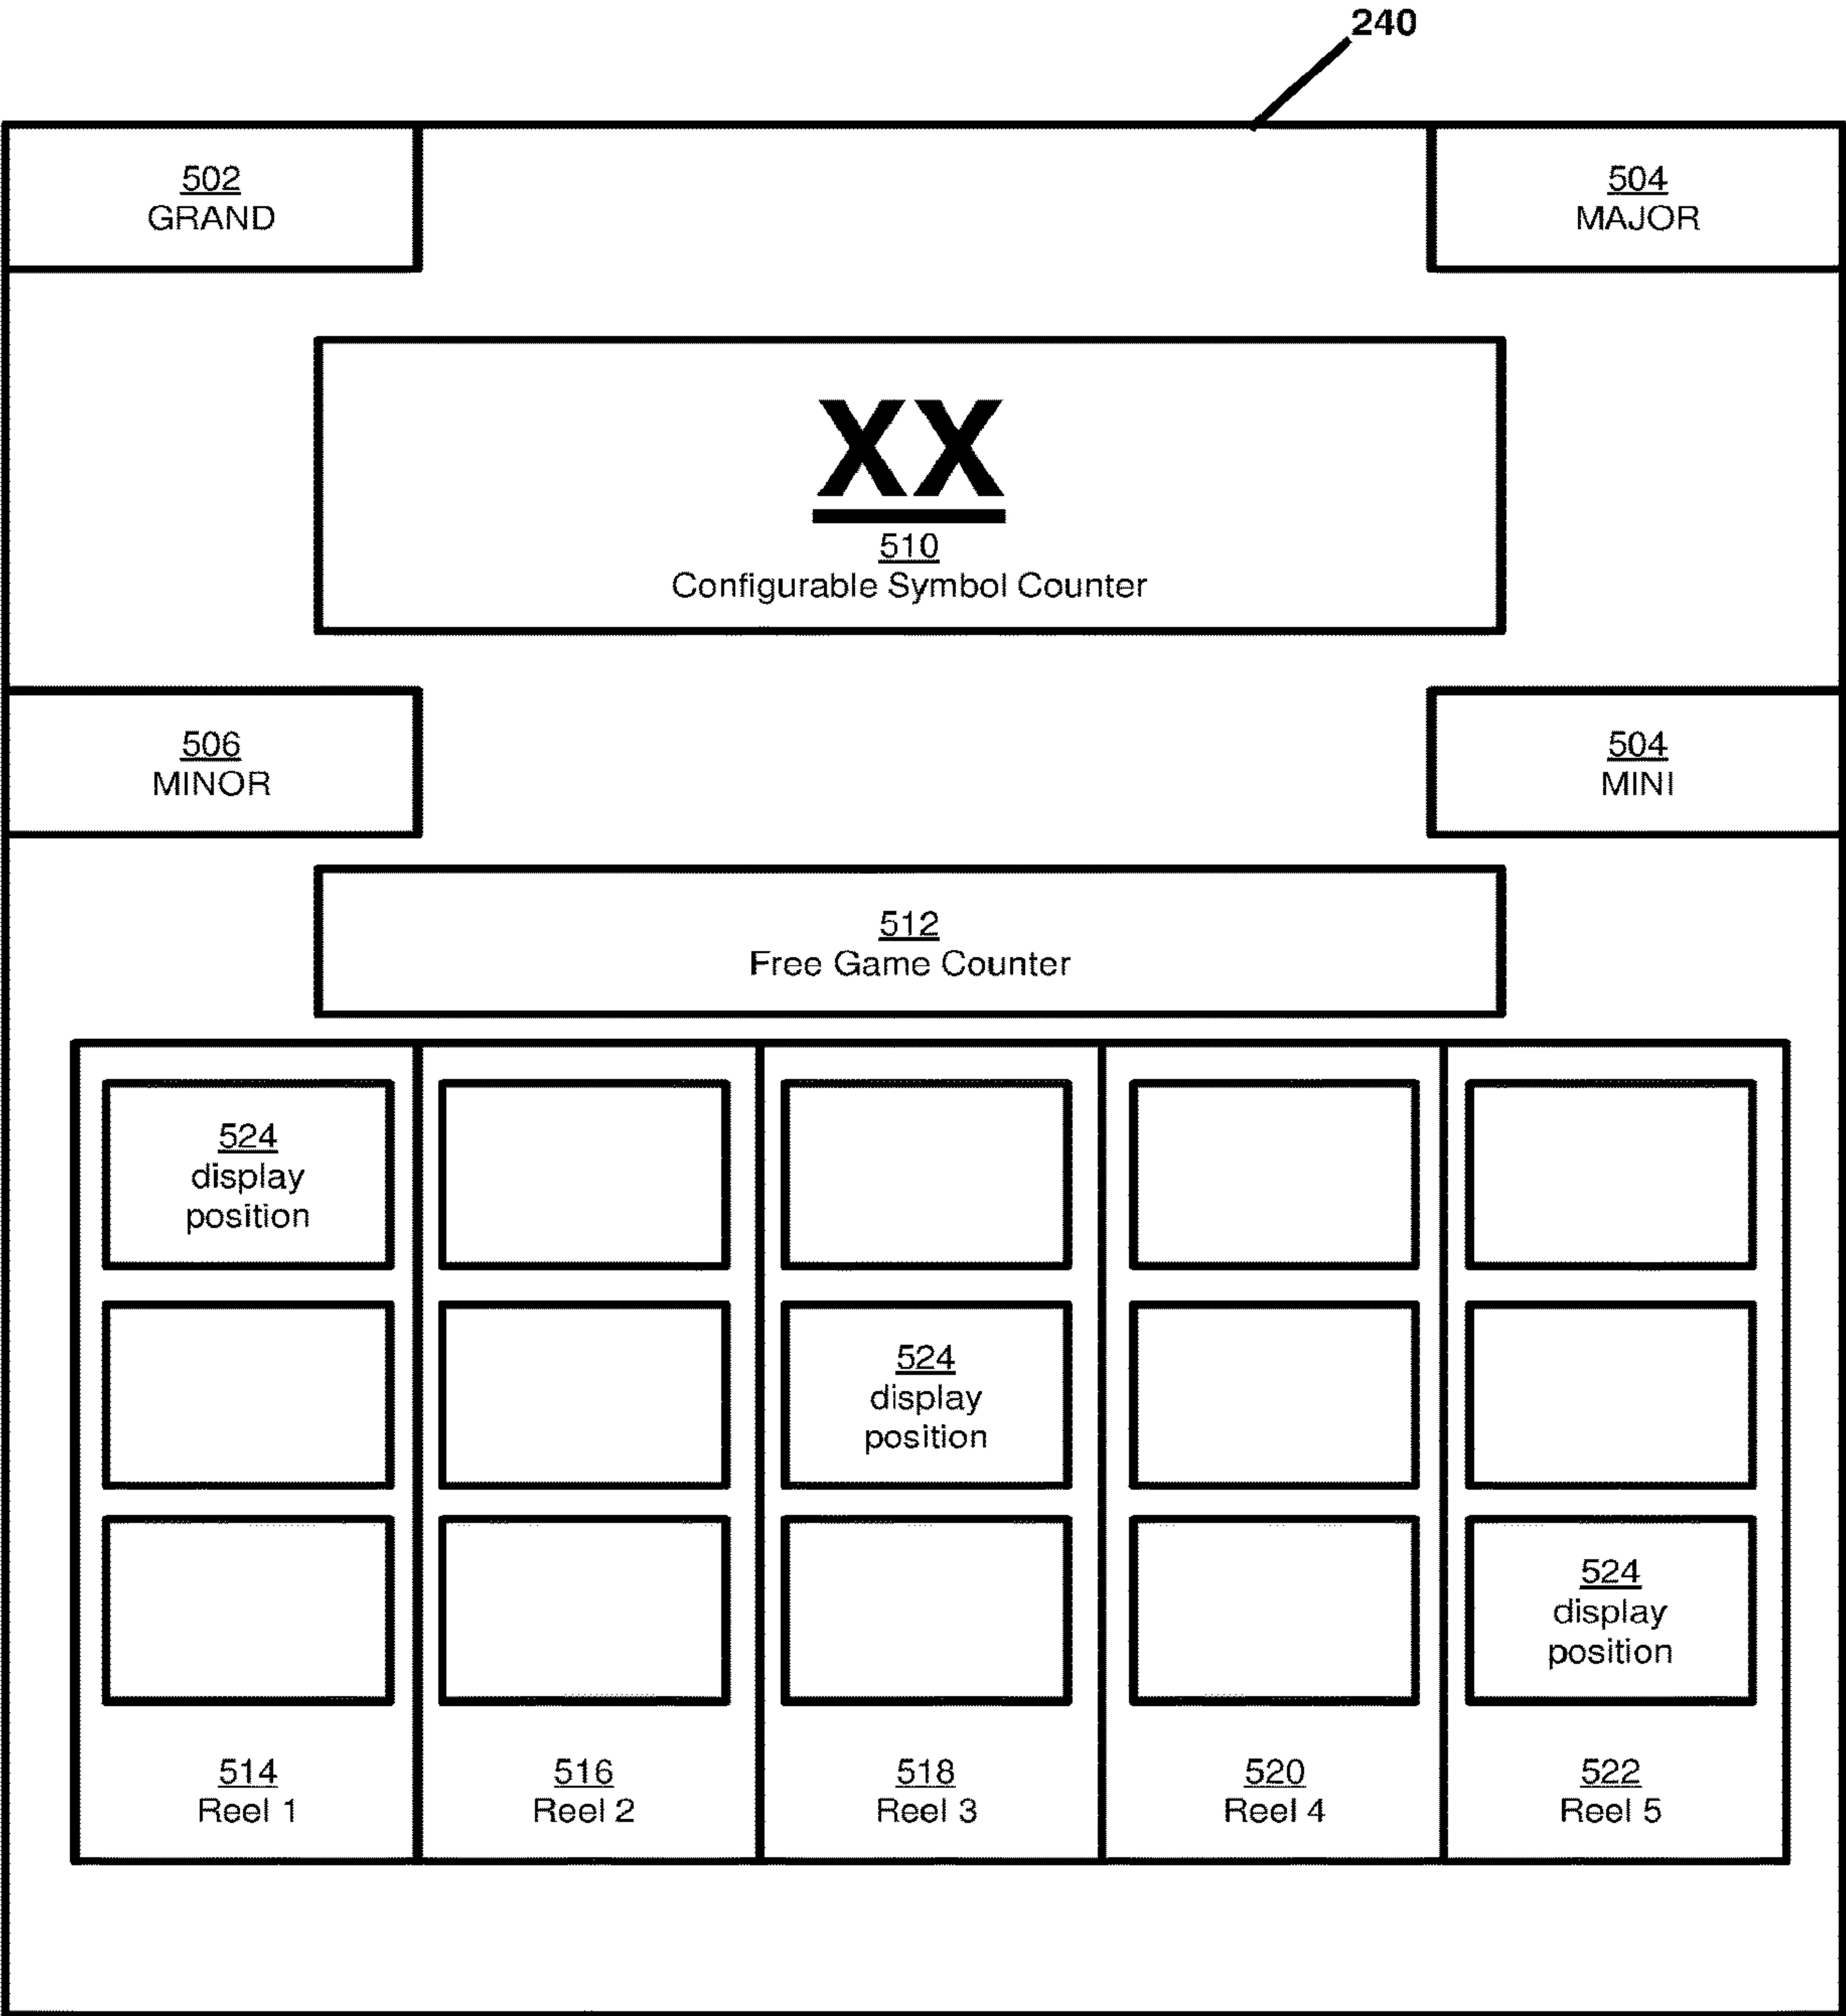 240
502
GRAND
504
MAJOR
XX
510
Configurable Symbol Counter
506
MINOR
504
MINI
512
Free Game Counter
524
display
position
524
display
position
524
display
position
514
Reel 1
516
Reel 2
518
Reel 3
520
Reel 4
522
Reel 5